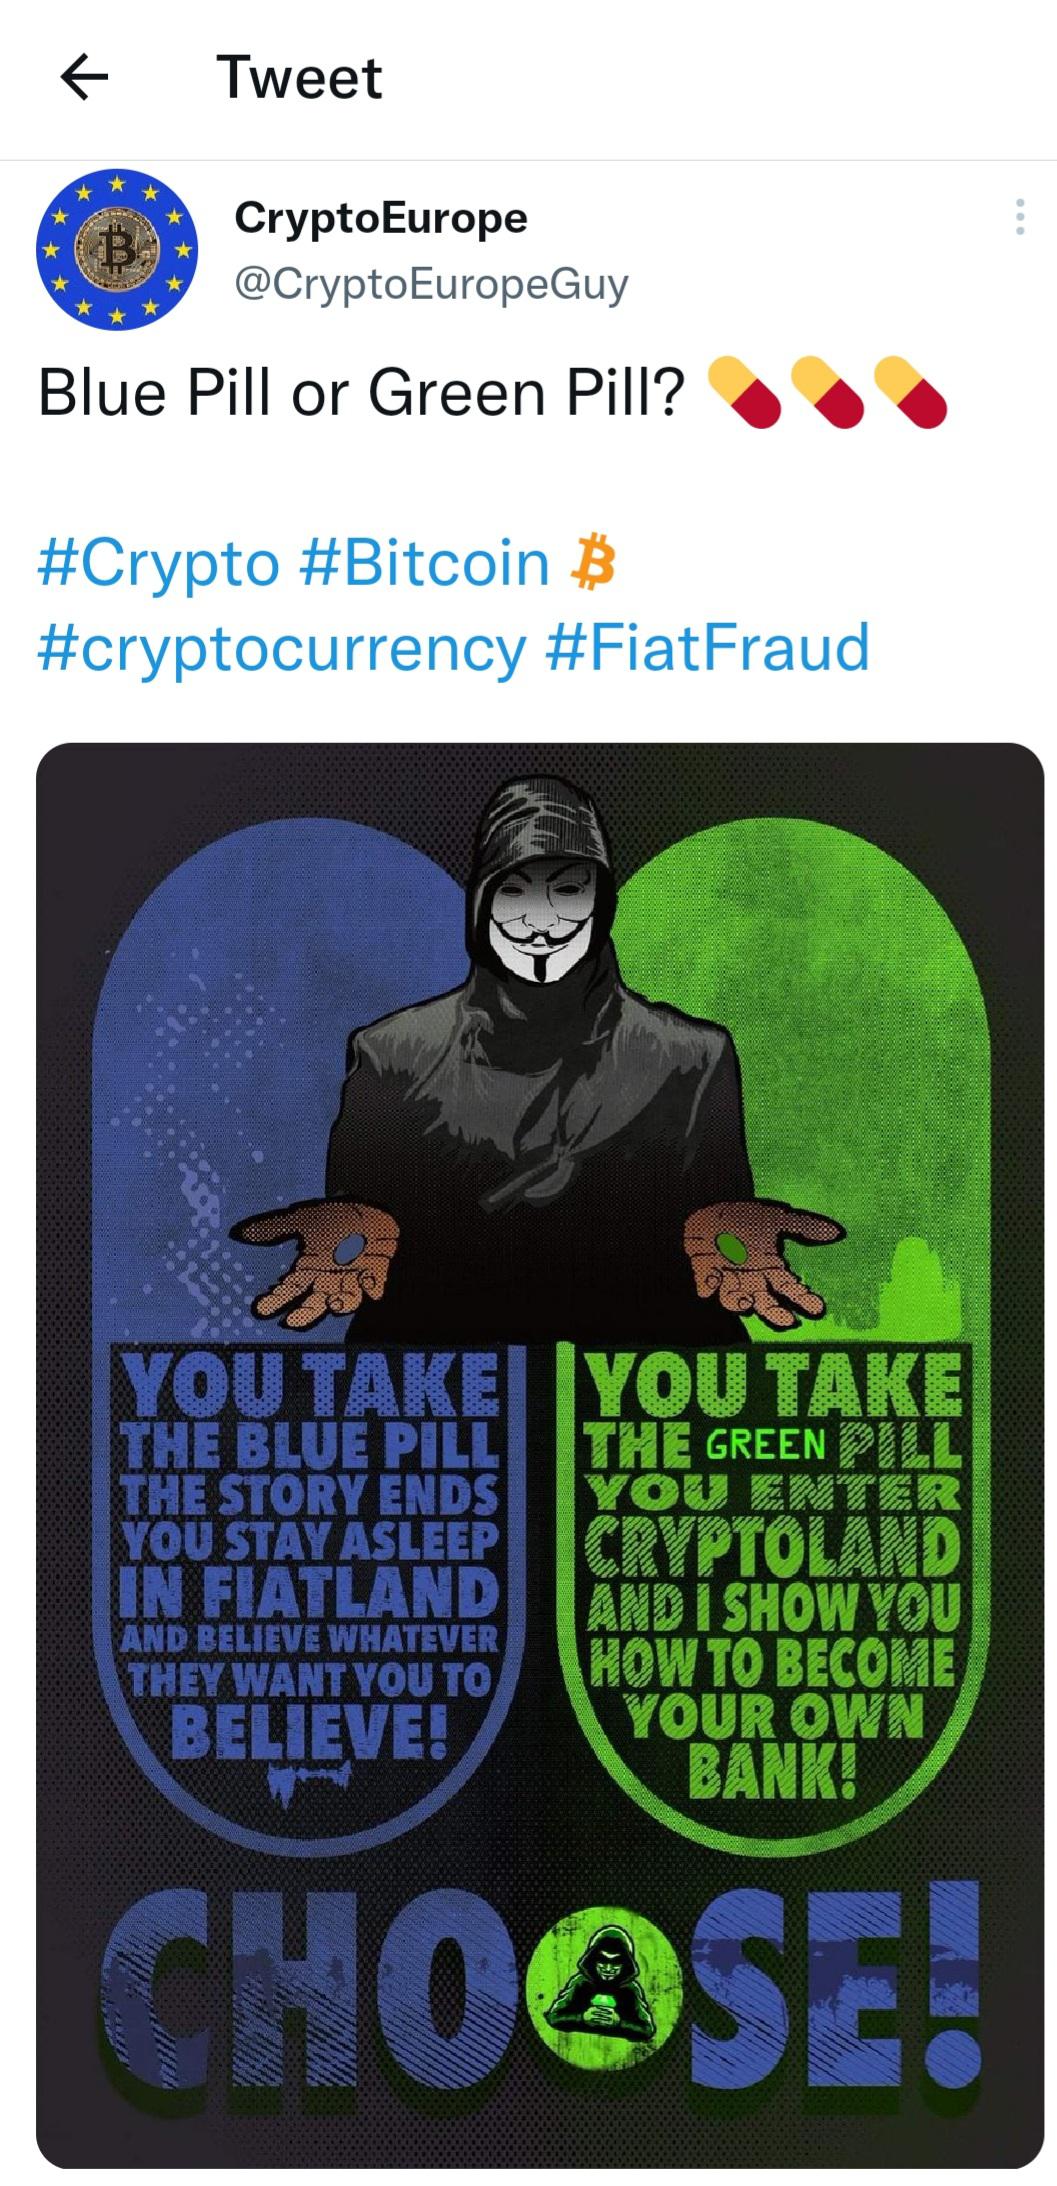 Tweet
CryptoEurope
@CryptoEuropeGuy
Blue Pill or Green Pill? 💊💊💊
#Crypto #Bitcoin
#cryptocurrency #FiatFraud
YOU TAKE
THE BLUE PILL
THE STORY ENDS
YOU STAY ASLEEP
IN FIATLAND
AND BELIEVE WHATEVER
THEY WANT YOU TO
BELIEVE!
YOU TAKE
THE GREEN PILL
YOU ENTER
CRYPTOLAND
AND I SHOW YOU
HOW TO BECOME
YOUR OWN
BANK!
CHOOSE!